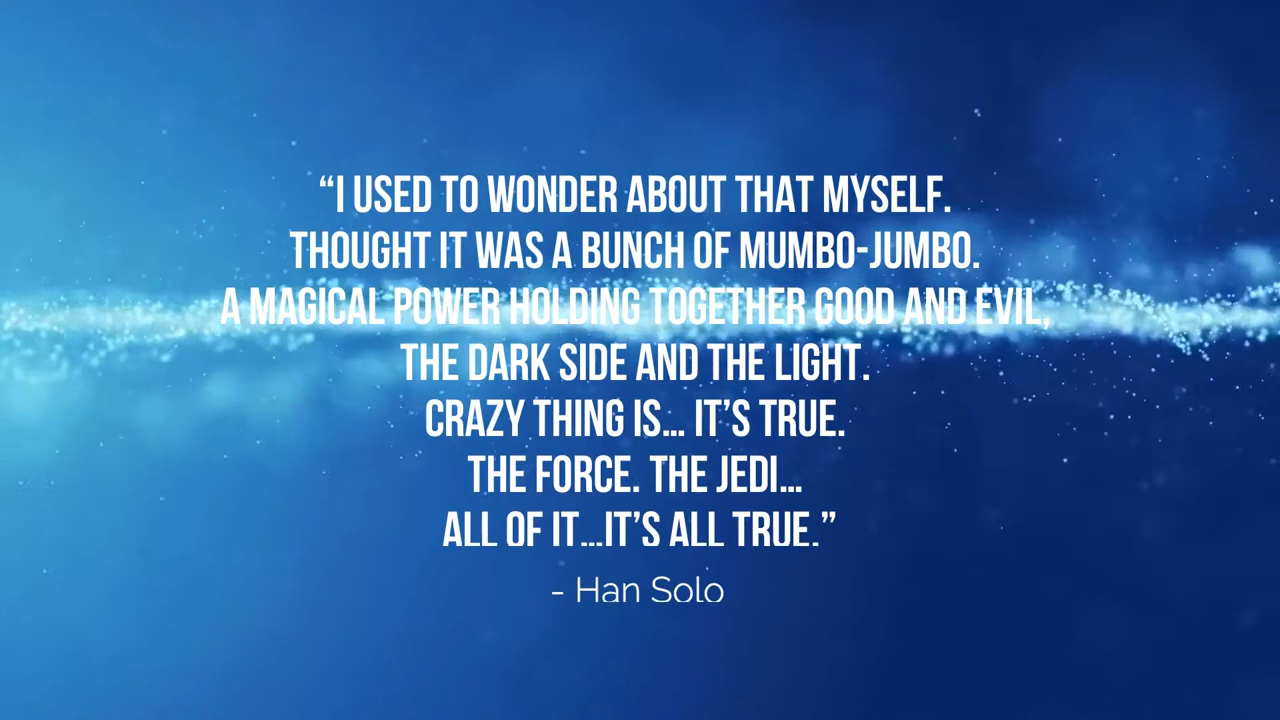 “I USED TO WONDER ABOUT THAT MYSELF.
THOUGHT IT WAS A BUNCH OF MUMBO-JUMBO.
A MAGICAL POWER HOLDING TOGETHER GOOD AND EVIL,
THE DARK SIDE AND THE LIGHT.
CRAZY THING IS... IT’S TRUE.
THE FORCE. THE JEDI...
ALL OF IT...IT’S ALL TRUE.”
- Han Solo